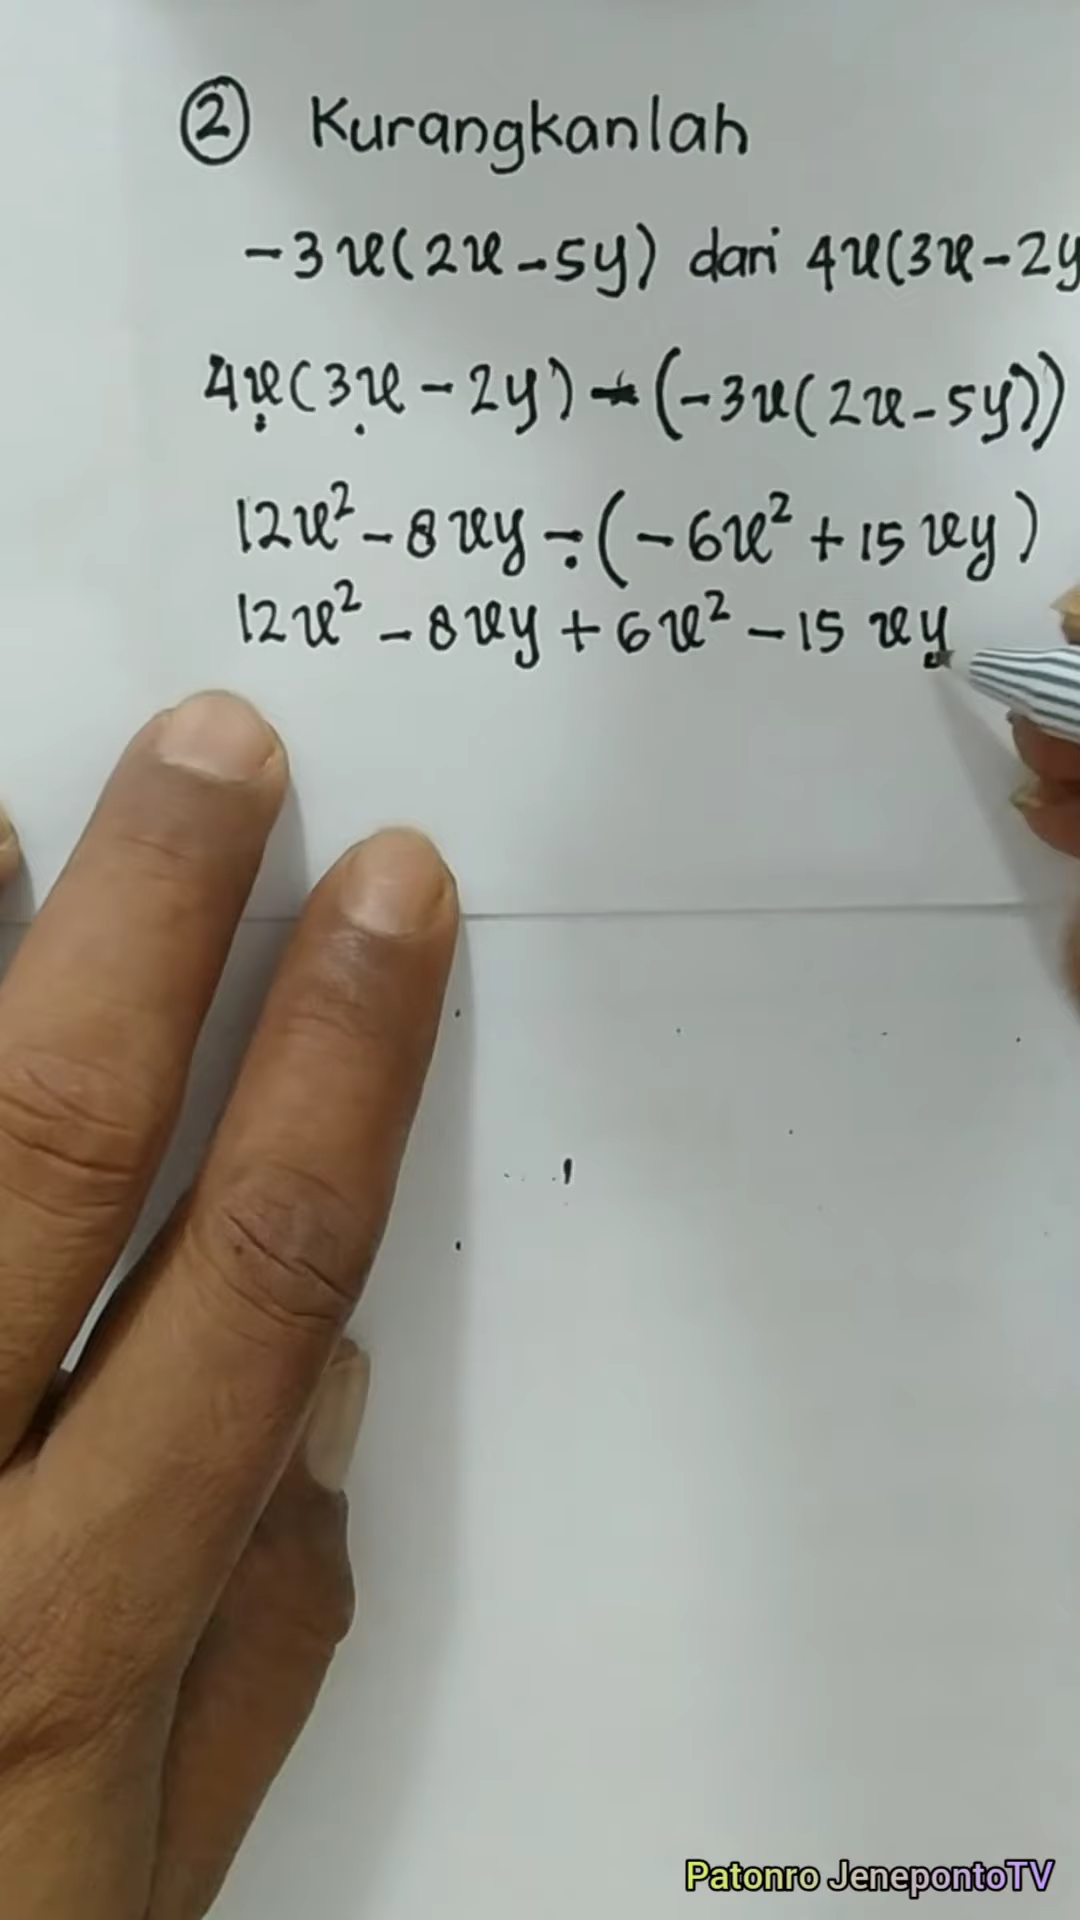 ② Kurangkanlah
-3x(2x-5y) dari 4x(3x-2y
4x(3x-2y)-(-3x(2x-5y))
12x²-8xy-(-6x²+15xy)
12x²-8xy+6x²-15xy
Patonro JenepontoTV